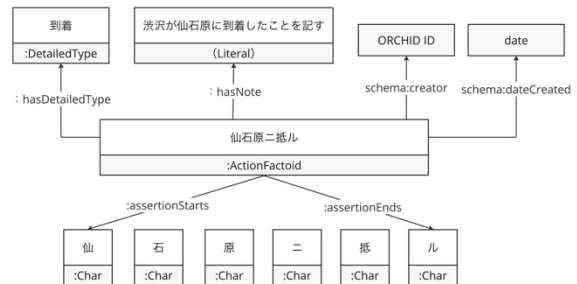 到着
:DetailedType
渋沢が仙石原に到着したことを記す
（Literal）
ORCHID ID
date
：hasDetailedType
：hasNote
schema:creator
schema:dateCreated
仙石原ニ抵ル
:ActionFactoid
:assertionStarts
:assertionEnds
仙
石
原
ニ
抵
ル
:Char
:Char
:Char
:Char
:Char
:Char